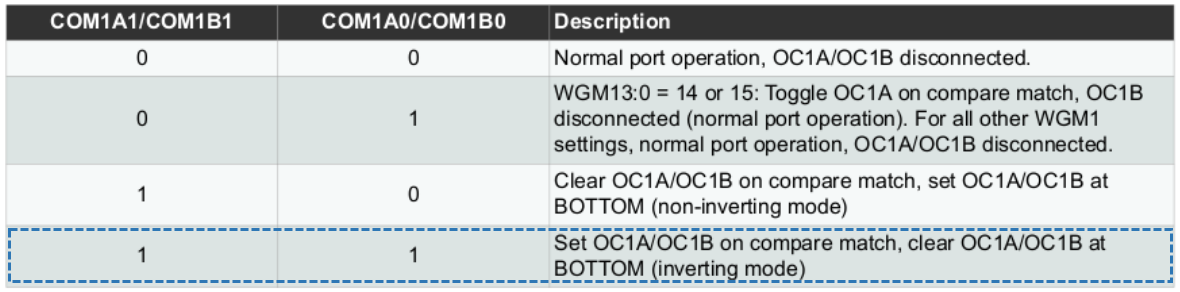 COM1A1/COM1B1 COM1A0/COM1B0 Description
0 0 Normal port operation, OC1A/OC1B disconnected.
WGM13:0 = 14 or 15: Toggle OC1A on compare match, OC1B
0 1 disconnected (normal port operation). For all other WGM1
settings, normal port operation, OC1A/OC1B disconnected.
Clear OC1A/OC1B on compare match, set OC1A/OC1B at
1 0 BOTTOM (non-inverting mode)
Set OC1A/OC1B on compare match, clear OC1A/OC1B at
1 1 BOTTOM (inverting mode)